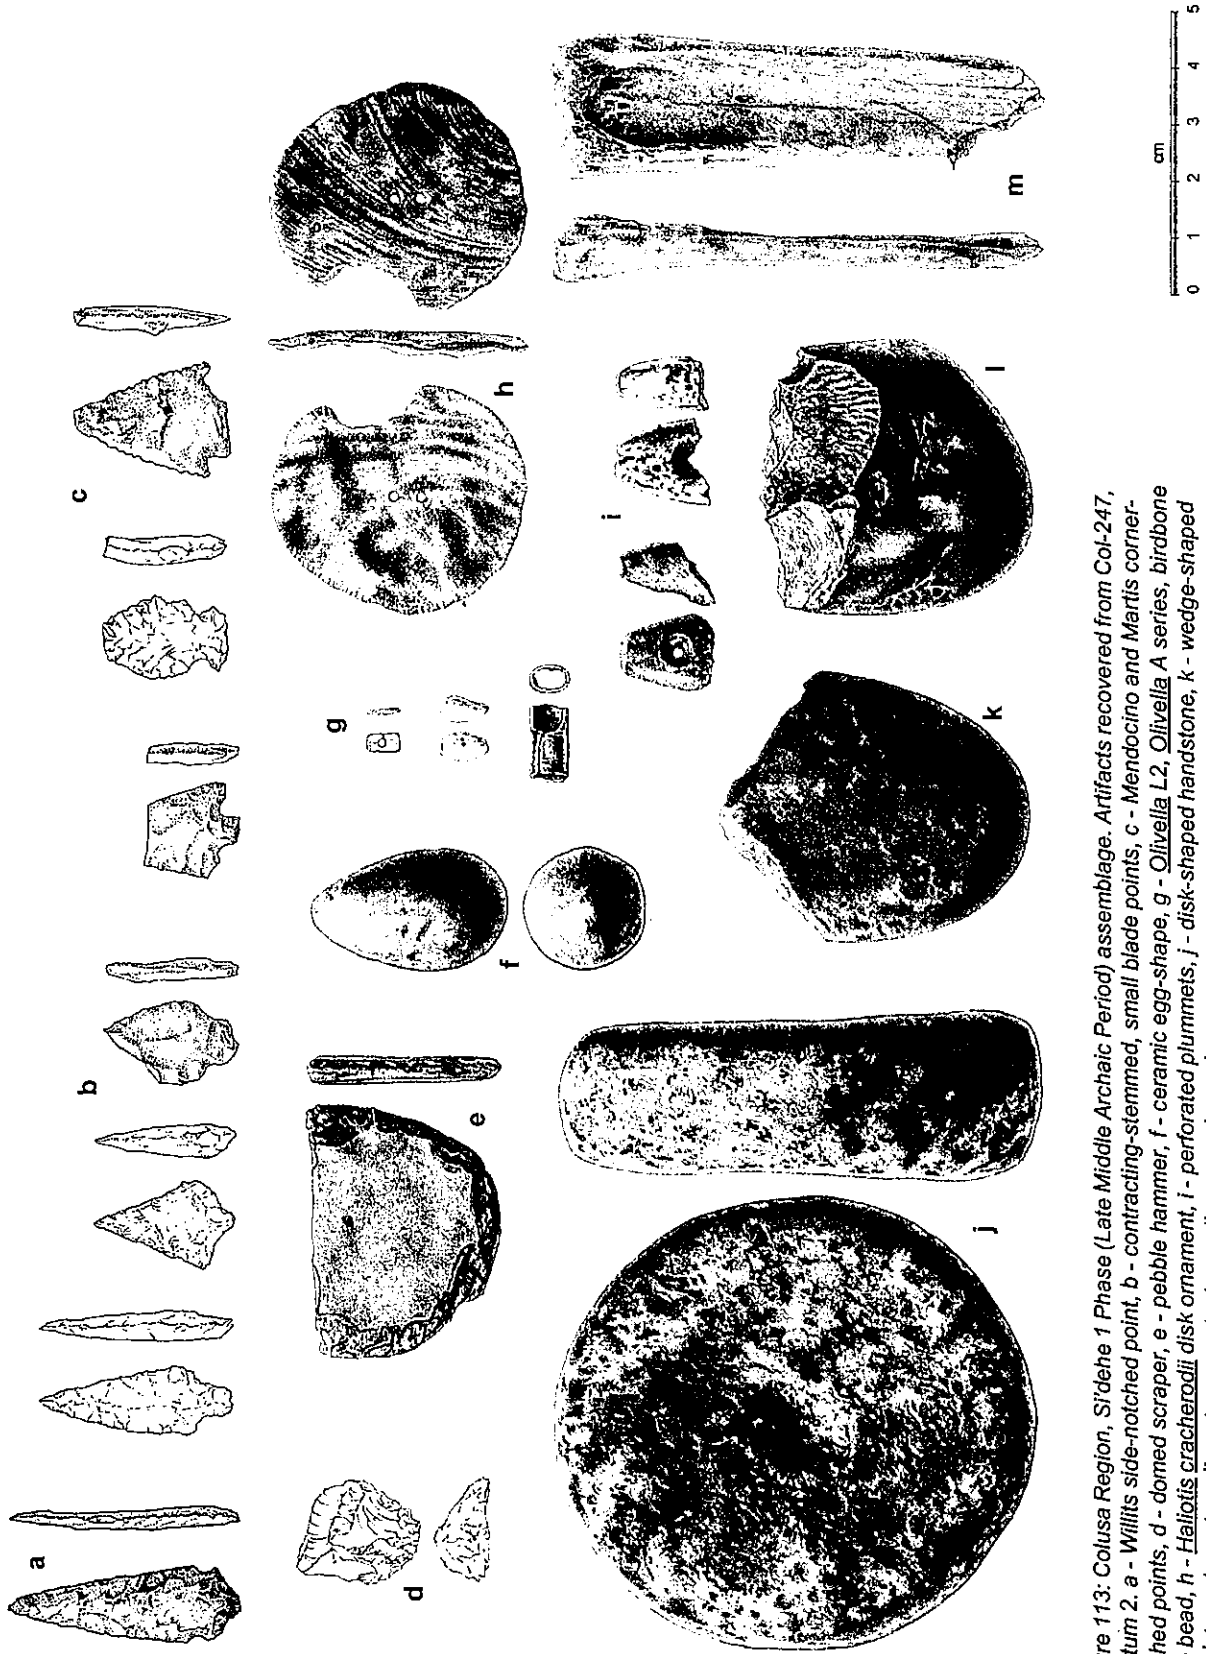 a
b
c
d
e
f
g
h
i
j
k
l
m
cm
0 1 2 3 4 5
re 113: Colusa Region, Si'dehe 1 Phase (Late Middle Archaic Period) assemblage. Artifacts recovered from Col-247,
tum 2. a - Willits side-notched point, b - contracting-stemmed, small blade points, c - Mendocino and Martis corner-
hed points, d - domed scraper, e - pebble hammer, f - ceramic egg-shape, g - Olivella L2, Olivella A series, birdbone
bead, h - Haliotis cracherodii disk ornament, i - perforated plummets, j - disk-shaped handstone, k - wedge-shaped